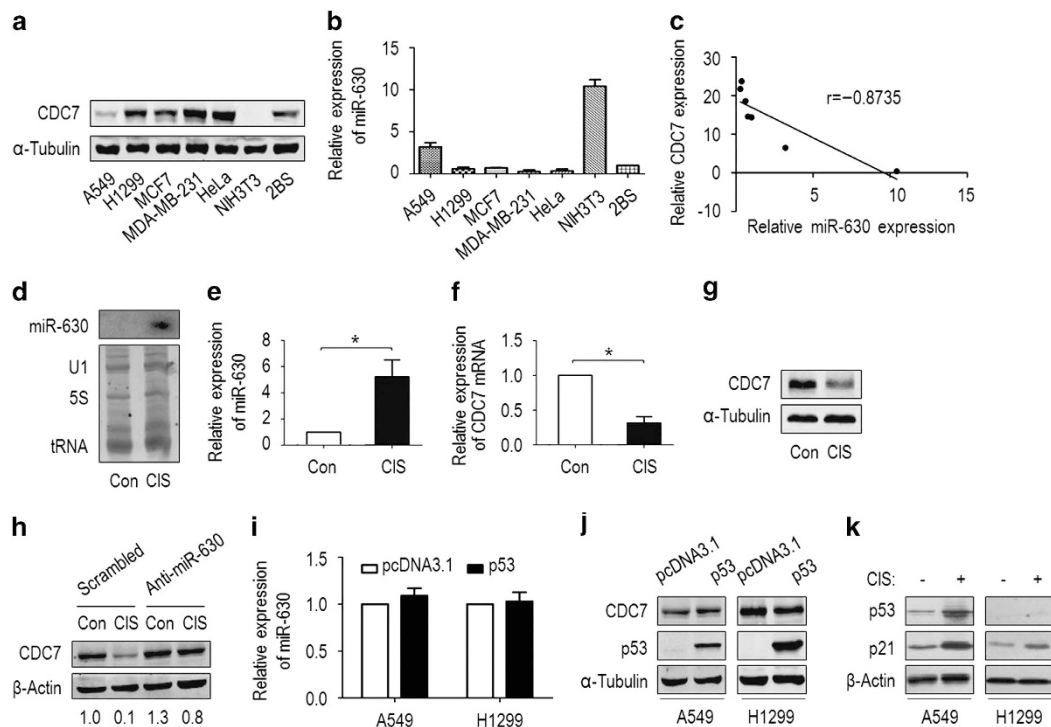 a
CDC7
α-Tubulin
A549
H1299
MCF7
MDA-MB-231
HeLa
NIH3T3
2BS
b
Relative expression
of miR-630
15
10
5
0
A549
H1299
MCF7
MDA-MB-231
HeLa
NIH3T3
2BS
c
Relative CDC7 expression
30
20
10
0
-10
5
10
15
r=−0.8735
Relative miR-630 expression
d
miR-630
U1
5S
tRNA
Con CIS
e
Relative expression
of miR-630
8
6
4
2
0
*
Con
CIS
f
Relative expression
of CDC7 mRNA
1.5
1.0
0.5
0.0
*
Con
CIS
g
CDC7
α-Tubulin
Con CIS
h
Scrambled
Anti-miR-630
Con CIS Con CIS
CDC7
β-Actin
1.0 0.1 1.3 0.8
i
Relative expression
of miR-630
1.5
1.0
0.5
0.0
pcDNA3.1
p53
A549
H1299
j
pcDNA3.1
p53
pcDNA3.1
p53
CDC7
p53
α-Tubulin
A549
H1299
k
CIS: - + - +
p53
p21
β-Actin
A549
H1299